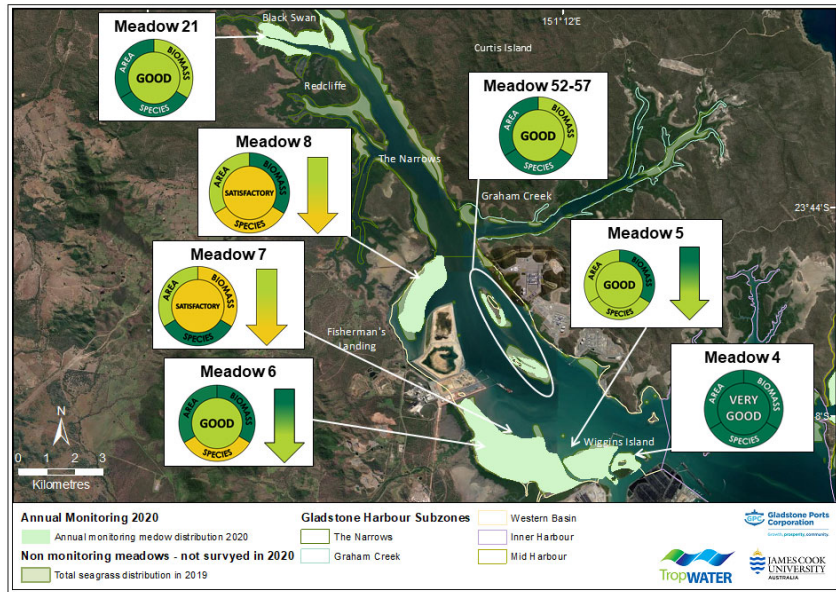 Meadow 21
AREA
BIOMASS
GOOD
SPECIES
Black Swan
151°12'E
Curtis Island
Redcliffe
Meadow 52-57
AREA
BIOMASS
GOOD
SPECIES
Meadow 8
AREA
BIOMASS
SATISFACTORY
SPECIES
The Narrows
Graham Creek
23°44'S
Meadow 5
AREA
BIOMASS
GOOD
SPECIES
Meadow 7
AREA
BIOMASS
SATISFACTORY
SPECIES
Fisherman's
Landing
Meadow 4
AREA
BIOMASS
VERY
GOOD
SPECIES
8'S
Meadow 6
AREA
BIOMASS
GOOD
SPECIES
Wiggins Island
N
0 1 2 3
Kilometres
Annual Monitoring 2020
Annual monitoring medow distribution 2020
Non monitoring meadows - not survyed in 2020
Total seagrass distribution in 2019
Gladstone Harbour Subzones
The Narrows
Graham Creek
Western Basin
Inner Harbour
Mid Harbour
GPC
Gladstone Ports
Corporation
Growth, prosperity, community.
TropWATER
JAMES COOK
UNIVERSITY
AUSTRALIA